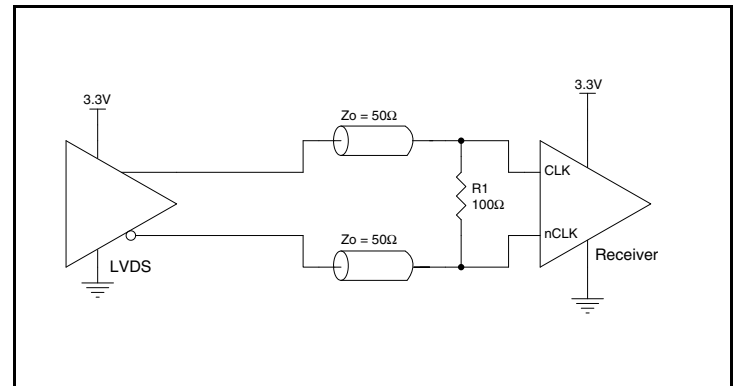 3.3V
LVDS
Zo = 50Ω
Zo = 50Ω
R1
100Ω
3.3V
CLK
nCLK
Receiver